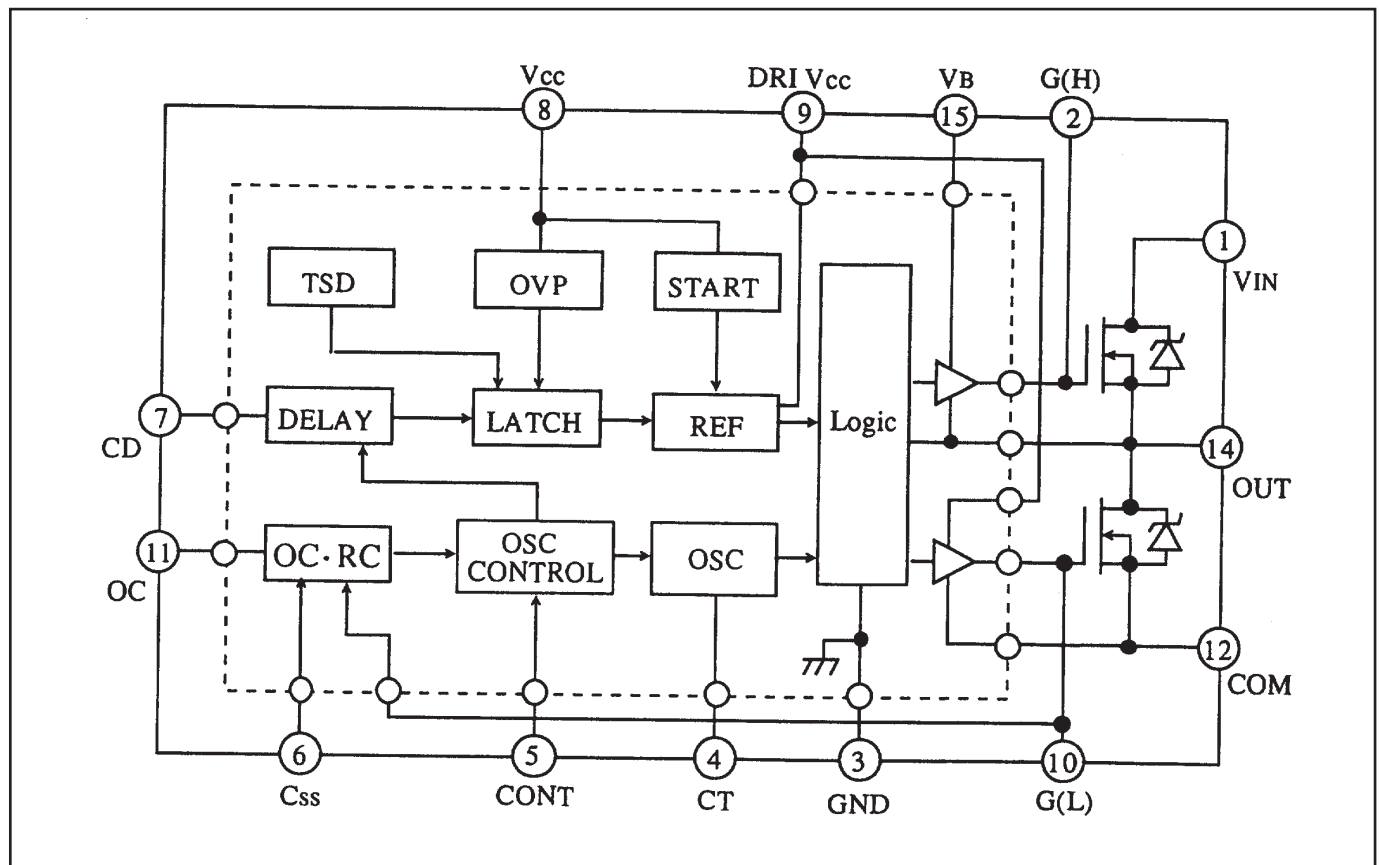 Vcc
DRI Vcc
VB
G(H)
8
9
15
2
1
VIN
TSD
OVP
START
7
CD
DELAY
LATCH
REF
Logic
14
OUT
11
OC
OC·RC
OSC
CONTROL
OSC
12
COM
6
5
4
3
10
Css
CONT
CT
GND
G(L)